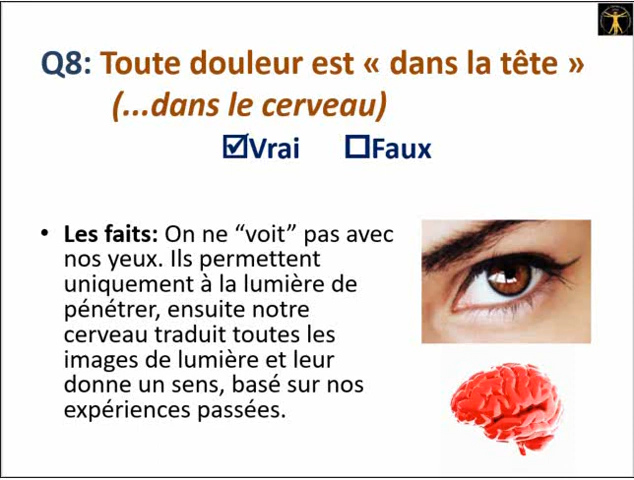 Q8: Toute douleur est « dans la tête »
(...dans le cerveau)
☑Vrai ☐Faux
• Les faits: On ne “voit” pas avec
nos yeux. Ils permettent
uniquement à la lumière de
pénétrer, ensuite notre
cerveau traduit toutes les
images de lumière et leur
donne un sens, basé sur nos
expériences passées.